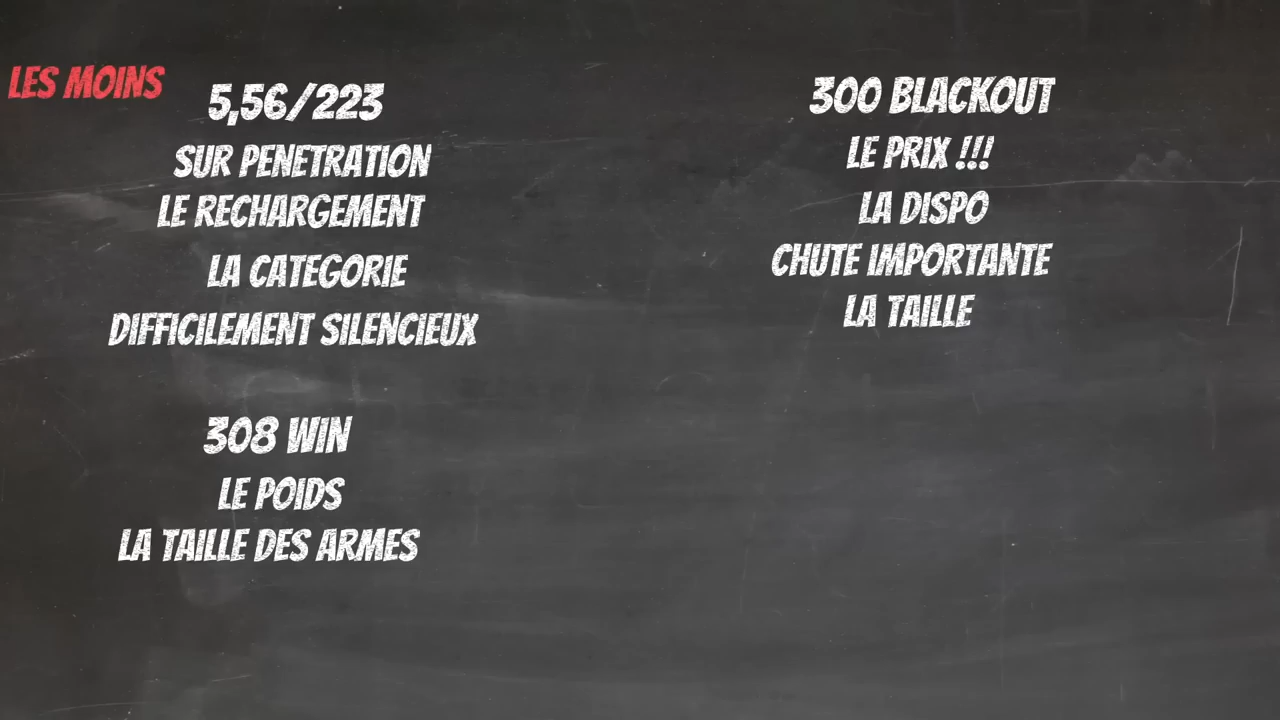 LES MOINS
5,56/223
SUR PENETRATION
LE RECHARGEMENT
LA CATEGORIE
DIFFICILEMENT SILENCIEUX
308 WIN
LE POIDS
LA TAILLE DES ARMES
300 BLACKOUT
LE PRIX !!!
LA DISPO
CHUTE IMPORTANTE
LA TAILLE